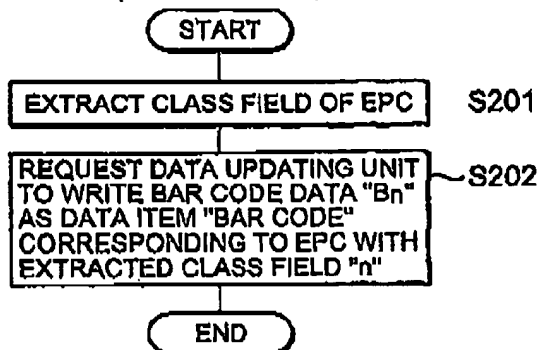 START
EXTRACT CLASS FIELD OF EPC S201
REQUEST DATA UPDATING UNIT S202
TO WRITE BAR CODE DATA "Bn"
AS DATA ITEM "BAR CODE"
CORRESPONDING TO EPC WITH
EXTRACTED CLASS FIELD "n"
END